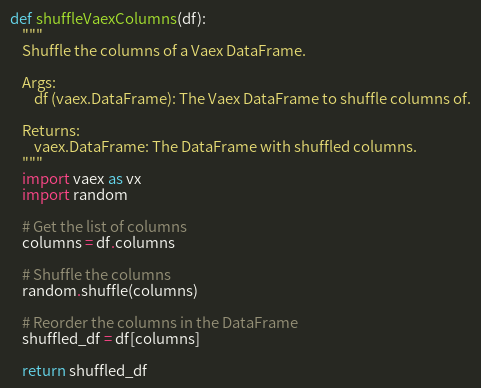 def shuffleVaexColumns(df):
    """
    Shuffle the columns of a Vaex DataFrame.

    Args:
        df (vaex.DataFrame): The Vaex DataFrame to shuffle columns of.

    Returns:
        vaex.DataFrame: The DataFrame with shuffled columns.
    """
    import vaex as vx
    import random

    # Get the list of columns
    columns = df.columns

    # Shuffle the columns
    random.shuffle(columns)

    # Reorder the columns in the DataFrame
    shuffled_df = df[columns]

    return shuffled_df